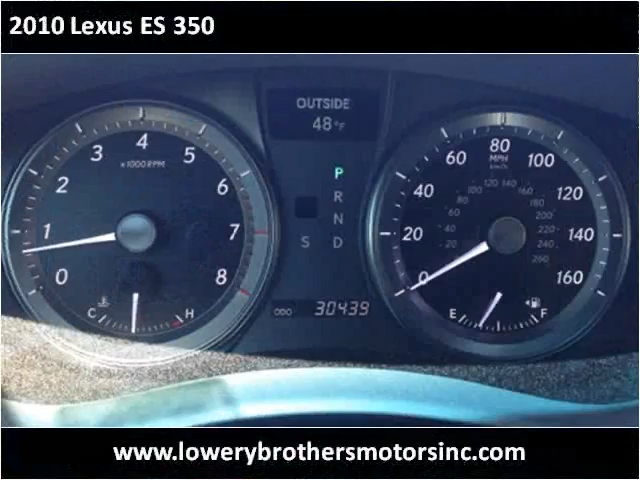 2010 Lexus ES 350
OUTSIDE
48°F
x1000 RPM
0 1 2 3 4 5 6 7 8
C H
P
R
N
S D
ODO 30439
0 20 40 60 80 100 120 140 160
MPH
km/h
20 40 60 80 100 120 140 160 180 200 220 240 260
E F
www.lowerybrothersmotorsinc.com